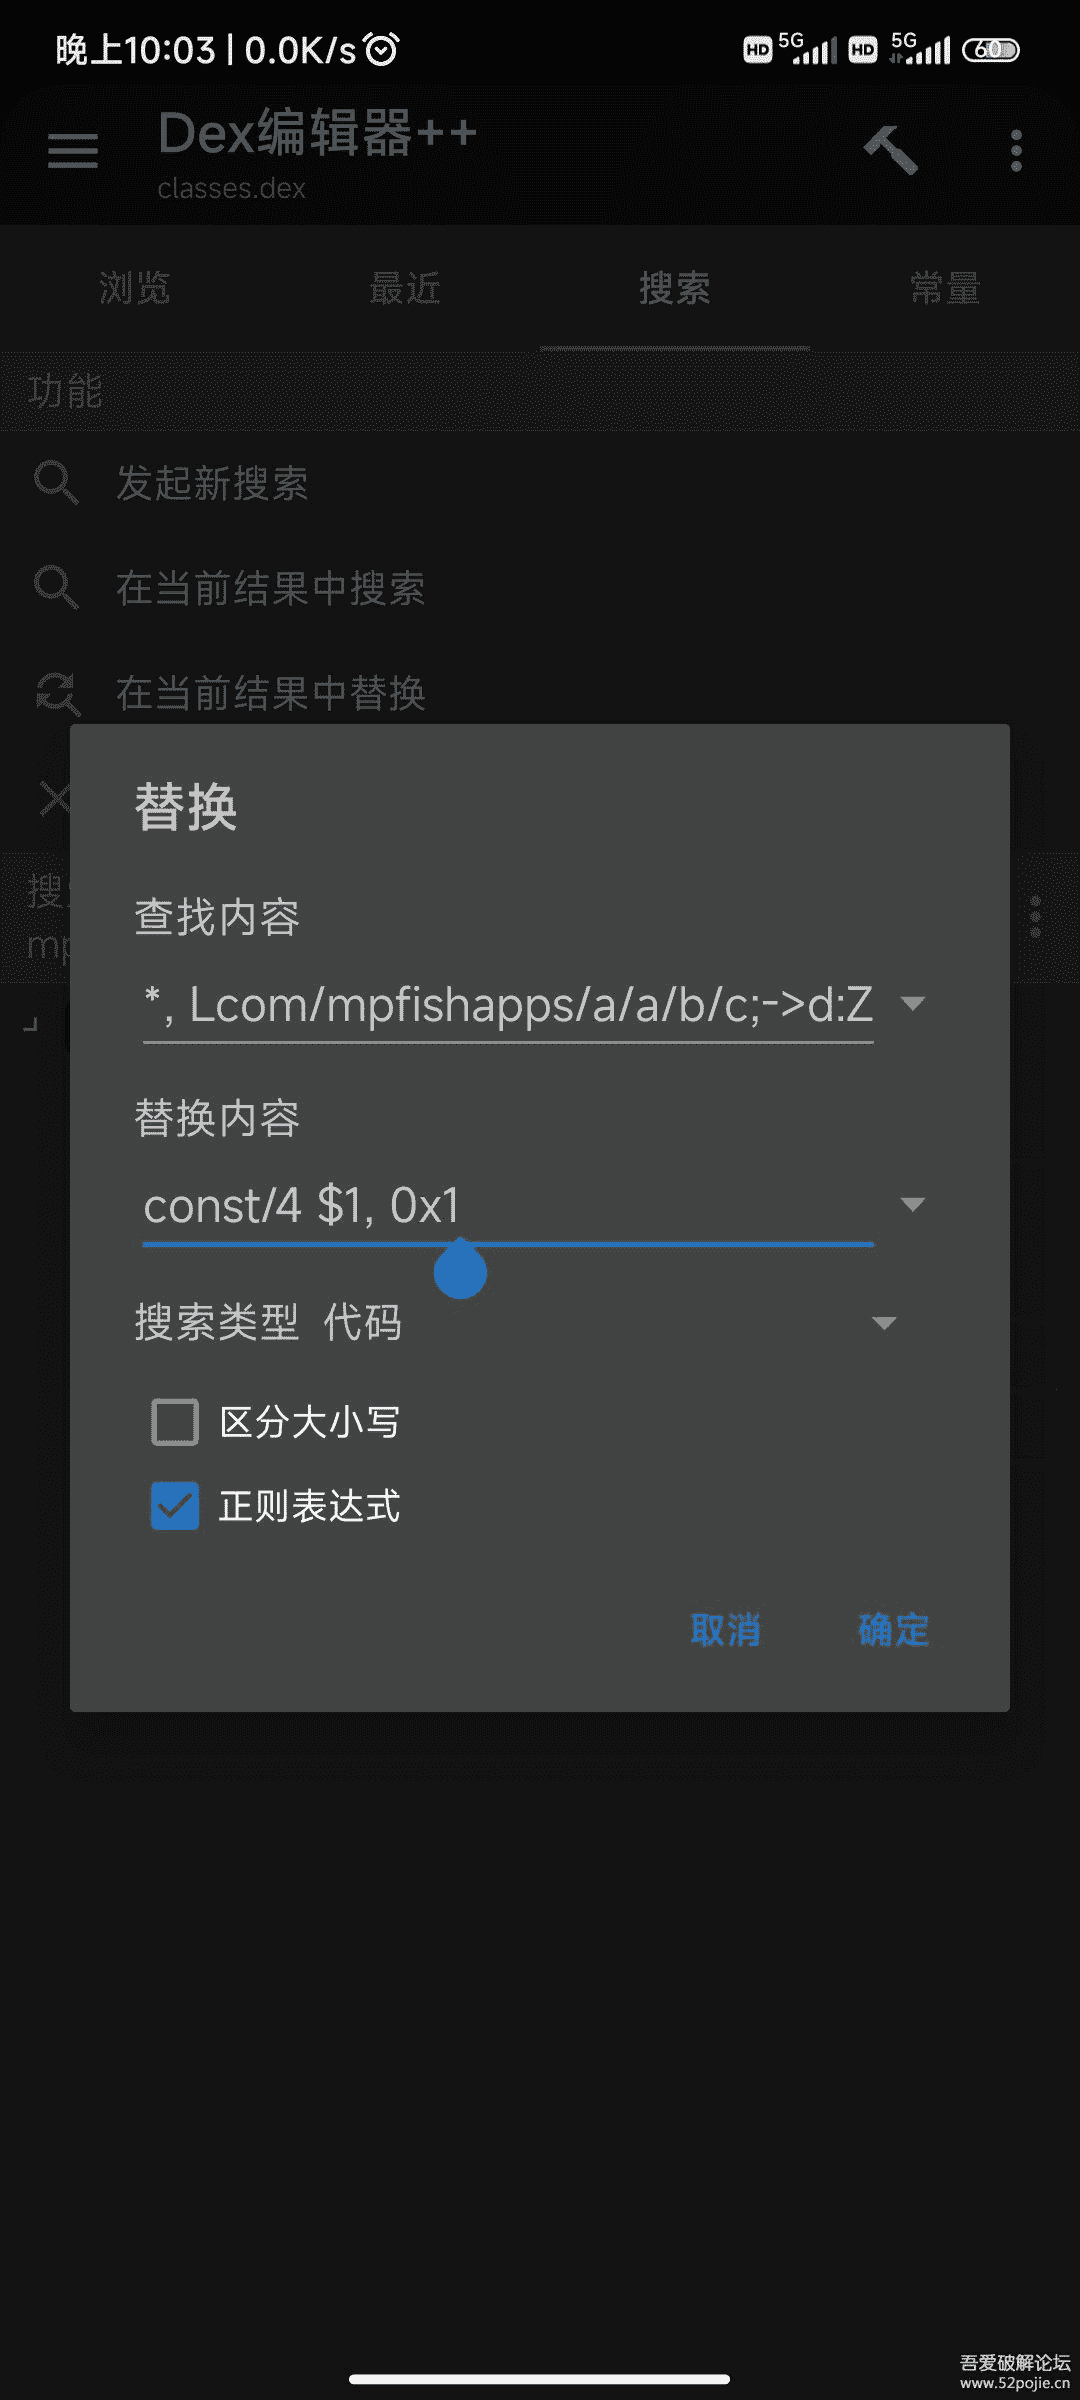 晚上10:03 | 0.0K/s
HD 5G HD 5G 60
Dex编辑器++
classes.dex
浏览 最近 搜索 常量
功能
发起新搜索
在当前结果中搜索
在当前结果中替换
替换
查找内容
搜
mp
*, Lcom/mpfishapps/a/a/b/c;->d:Z
替换内容
const/4 $1, 0x1
搜索类型 代码
区分大小写
正则表达式
取消 确定
吾爱破解论坛
www.52pojie.cn